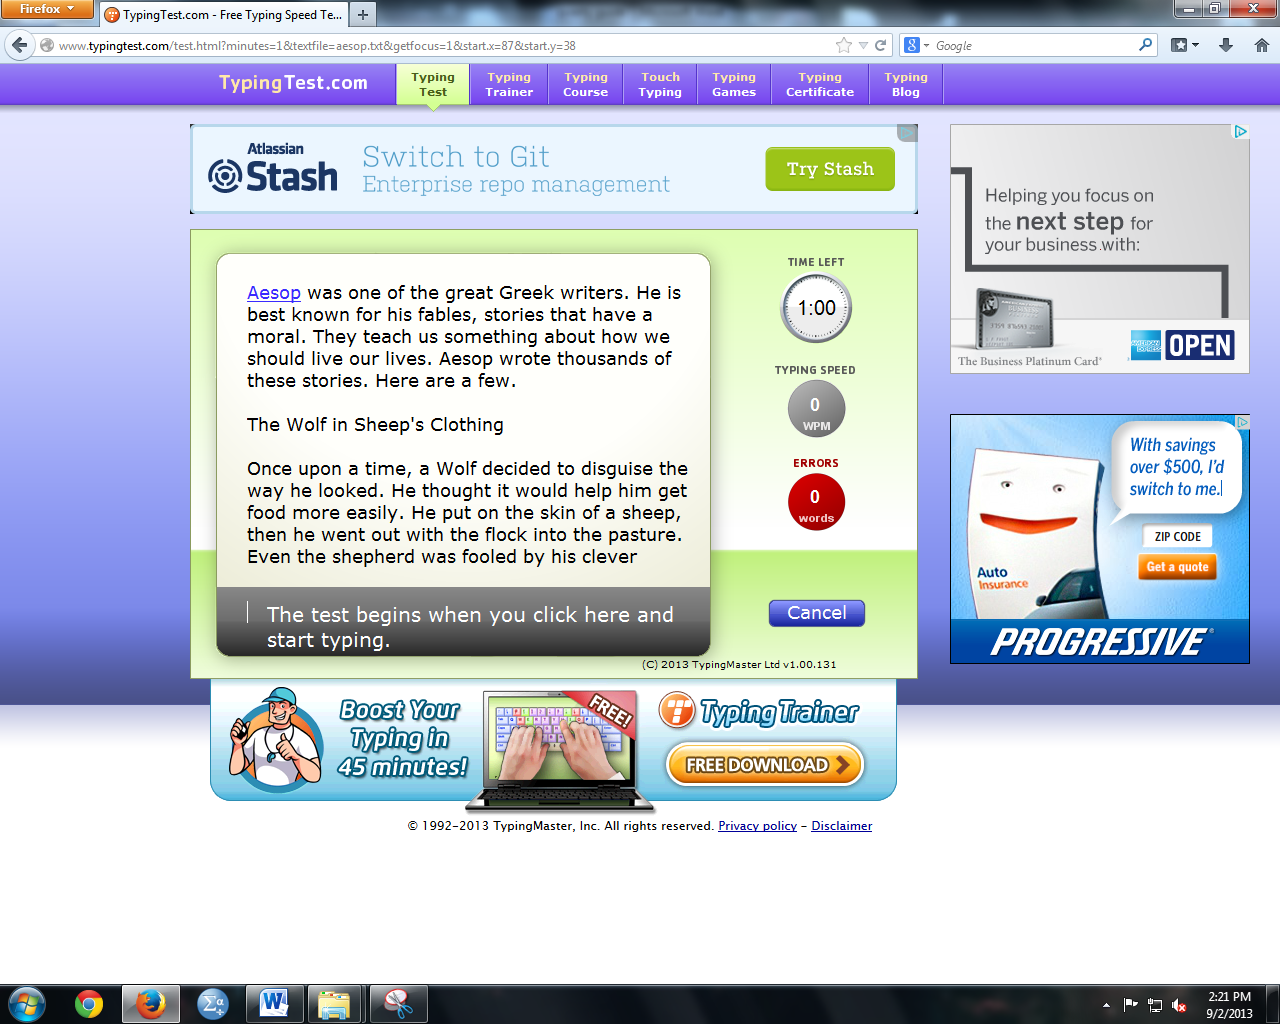 Firefox
TypingTest.com - Free Typing Speed Te...
www.typingtest.com/test.html?minutes=1&textfile=aesop.txt&getfocus=1&start.x=87&start.y=38
Google
TypingTest.com
Typing Test
Typing Trainer
Typing Course
Touch Typing
Typing Games
Typing Certificate
Typing Blog
Atlassian
Stash
Switch to Git
Enterprise repo management
Try Stash
Helping you focus on
the next step for
your business with:
The Business Platinum Card®
AMERICAN EXPRESS
OPEN
Aesop was one of the great Greek writers. He is
best known for his fables, stories that have a
moral. They teach us something about how we
should live our lives. Aesop wrote thousands of
these stories. Here are a few.
The Wolf in Sheep's Clothing
Once upon a time, a Wolf decided to disguise the
way he looked. He thought it would help him get
food more easily. He put on the skin of a sheep,
then he went out with the flock into the pasture.
Even the shepherd was fooled by his clever
The test begins when you click here and
start typing.
TIME LEFT
1:00
TYPING SPEED
0
WPM
ERRORS
0
words
Cancel
(C) 2013 TypingMaster Ltd v1.00.131
With savings
over $500, I'd
switch to me.
ZIP CODE
Get a quote
Auto
Insurance
PROGRESSIVE®
Boost Your
Typing in
45 minutes!
FREE!
Typing Trainer
FREE DOWNLOAD
© 1992-2013 TypingMaster, Inc. All rights reserved. Privacy policy - Disclaimer
2:21 PM
9/2/2013